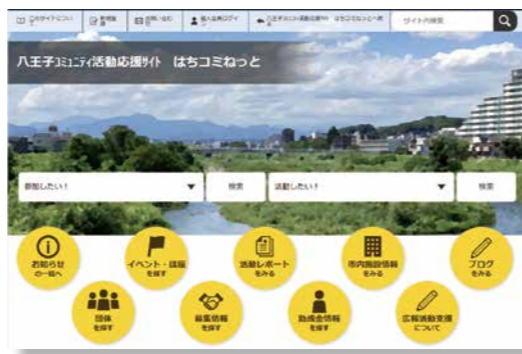 このサイトについて
新規登録
お問い合わせ
個人会員ログイン
八王子コミュニティ活動応援サイト はちコミねっとへ戻る
サイト内検索
八王子コミュニティ活動応援サイト はちコミねっと
参加したい!
検索
活動したい!
検索
お知らせ
の一覧へ
イベント・講座
を探す
活動レポート
をみる
市内施設情報
をみる
ブログ
をみる
団体
を探す
募集情報
を探す
助成金情報
を探す
広報活動支援
について